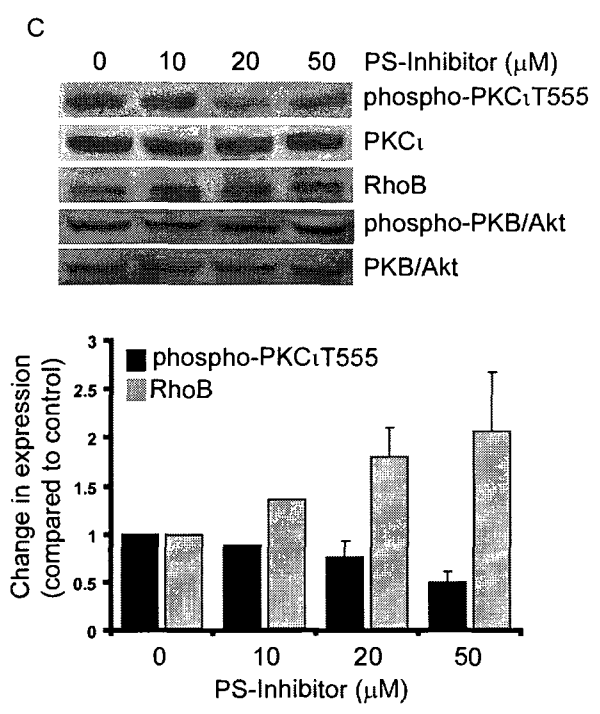 C
0 10 20 50 PS-Inhibitor (μM)
phospho-PKCιT555
PKCι
RhoB
phospho-PKB/Akt
PKB/Akt
3
2.5
2
1.5
1
0.5
0
Change in expression
(compared to control)
phospho-PKCιT555
RhoB
0 10 20 50
PS-Inhibitor (μM)